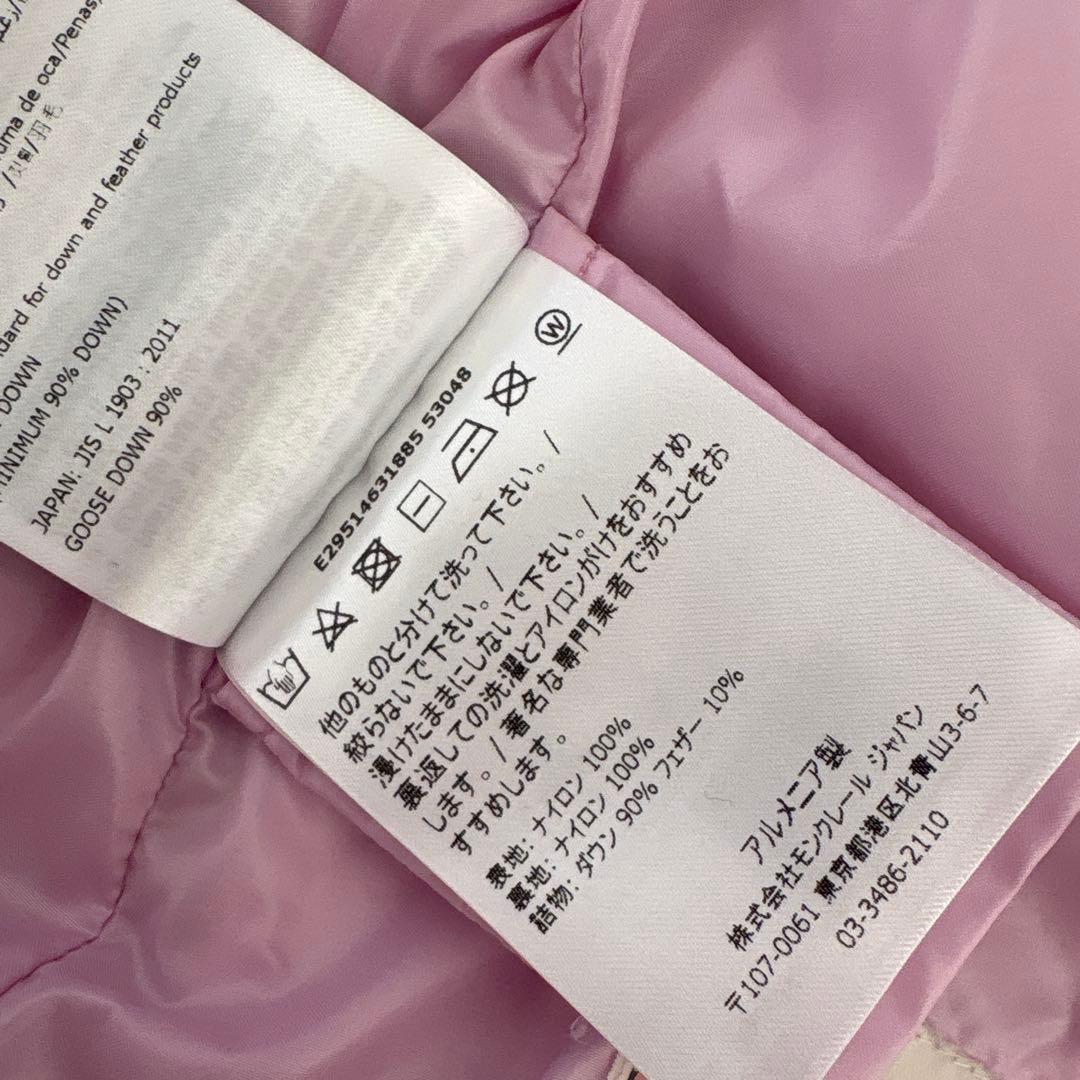 uma de oca/Penas
/羽毛
dard for down and feather products
DOWN
MINIMUM 90% DOWN)
JAPAN: JIS L 1903 : 2011
GOOSE DOWN 90%
E29514631885 53048
W
他のものと分けて洗って下さい。/
絞らないで下さい。/
浸けたままにしないで下さい。/
裏返しての洗濯とアイロンがけをおすすめ
します。/著名な専門業者で洗うことをお
すすめします。
表地: ナイロン 100%
裏地: ナイロン 100%
詰物: ダウン 90% フェザー 10%
アルメニア製
株式会社モンクレール ジャパン
〒107-0061 東京都港区北青山3-6-7
03-3486-2110